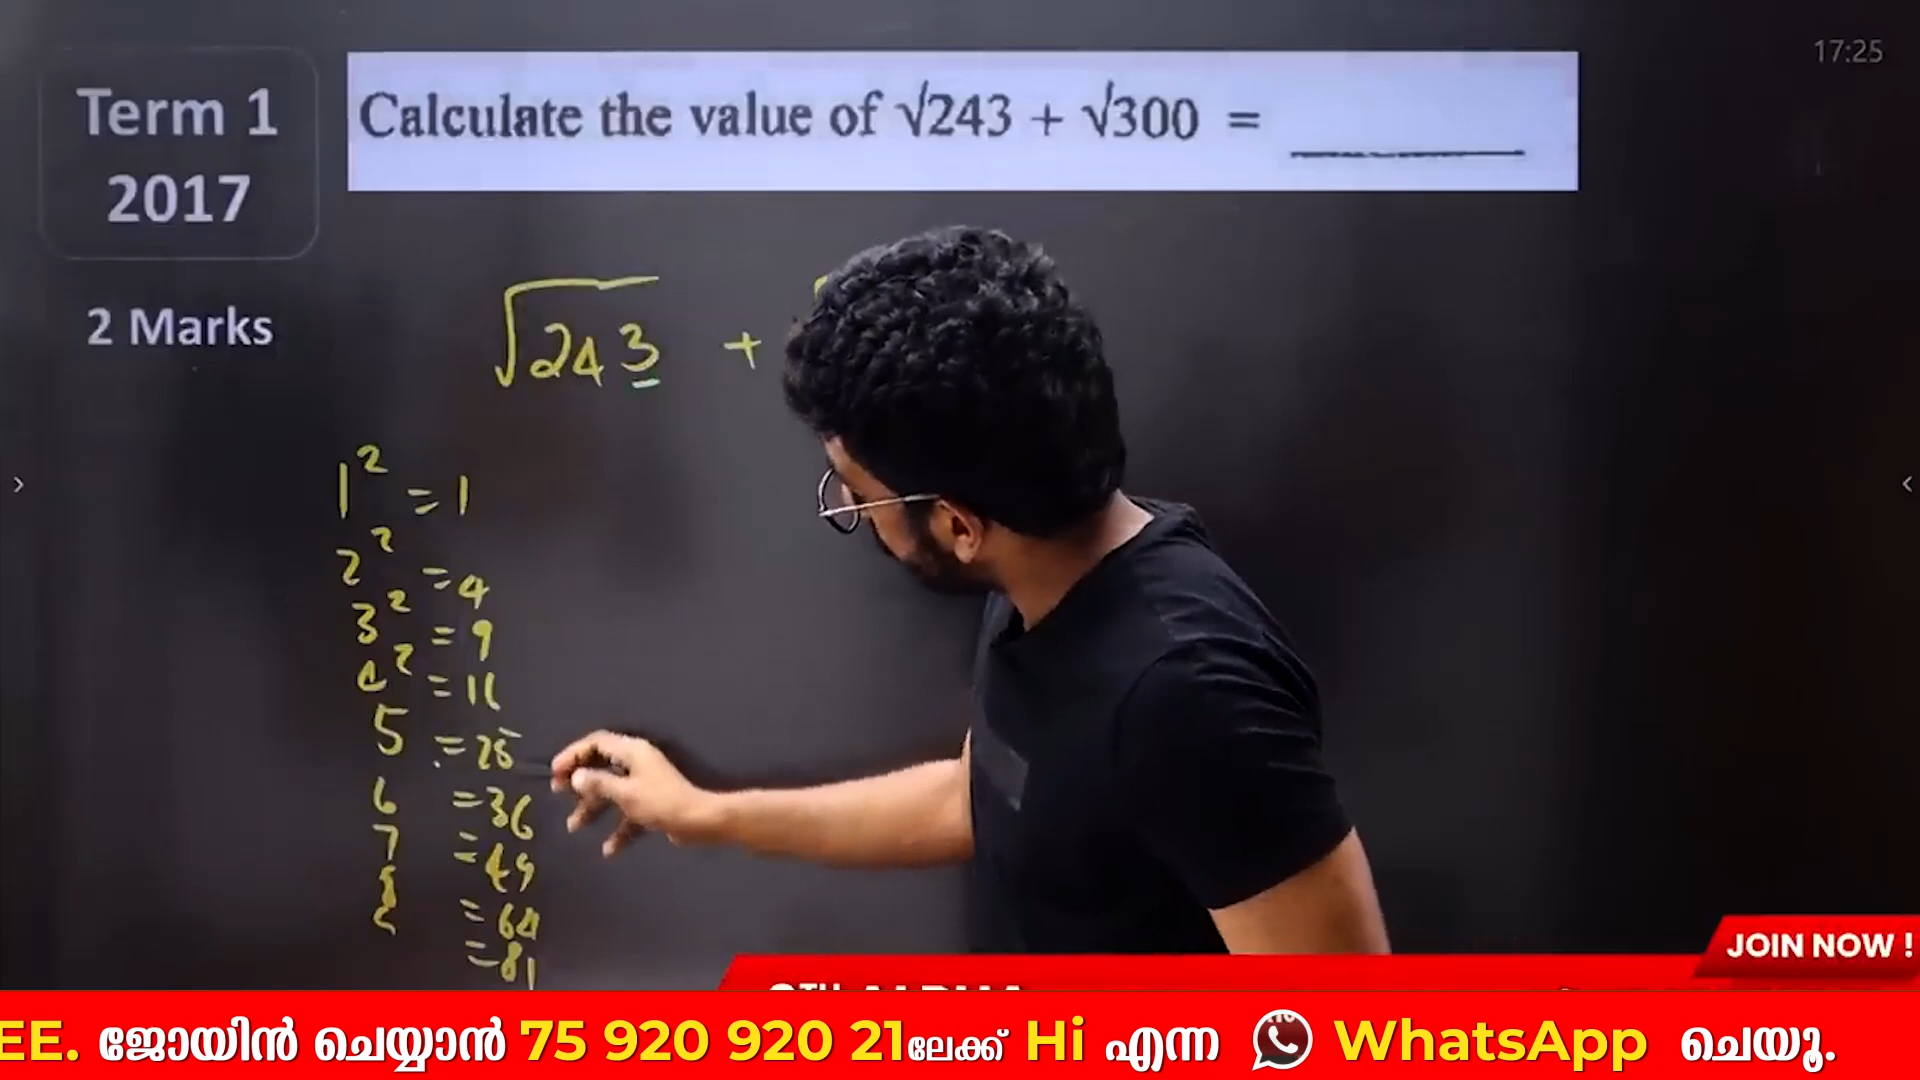 17:25
Term 1
2017
Calculate the value of √243 + √300 = ________
2 Marks
√243 +
1² = 1
2² = 4
3² = 9
4² = 16
5 = 25
6 = 36
7 = 49
8 = 64
= 81
JOIN NOW !
EE. ജോയിൻ ചെയ്യാൻ 75 920 920 21ലേക്ക് Hi എന്ന WhatsApp ചെയൂ.